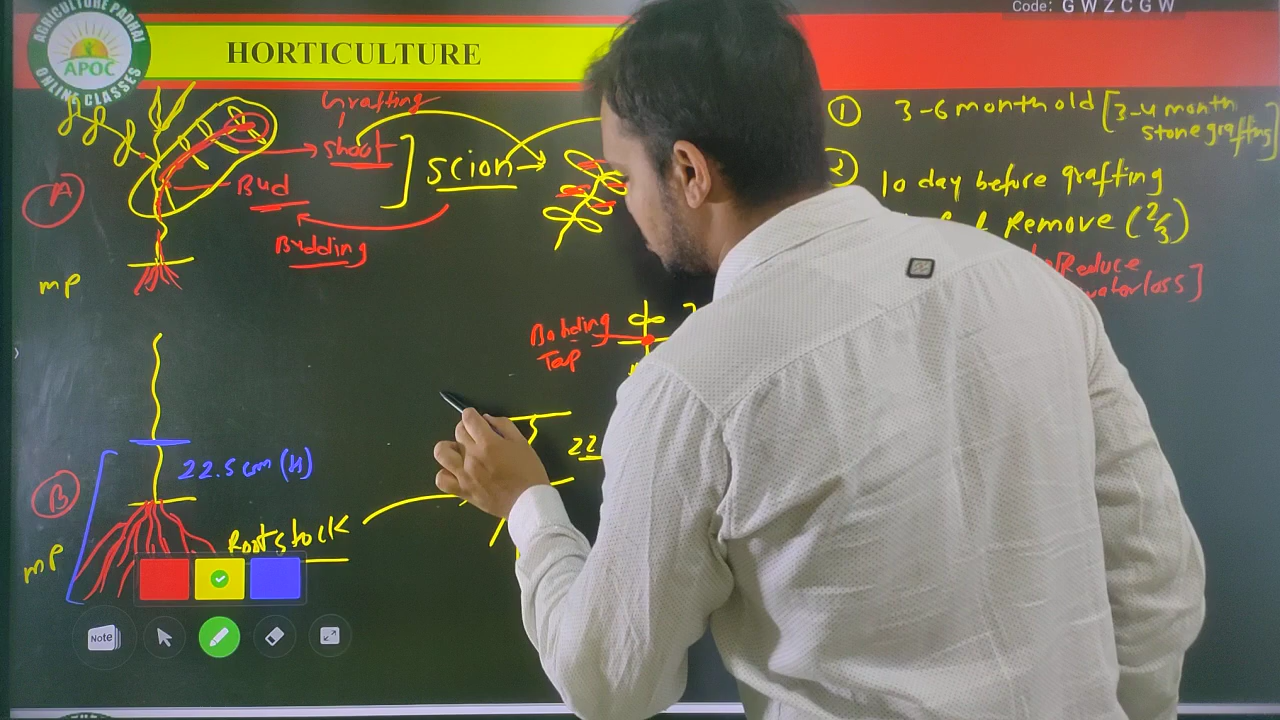 Code: G W Z C G W
AGRICULTURE PADHAI
APOC
ONLINE CLASSES
HORTICULTURE
Grafting
shoot
scion
Bud
Budding
A
mp
① 3-6 month old [3-4 month
stone grafting]
2
10 day before grafting
Remove (2/3)
Reduce
water loss]
Tap
22.5 cm (H)
22
B
mp
Rootstock
Note